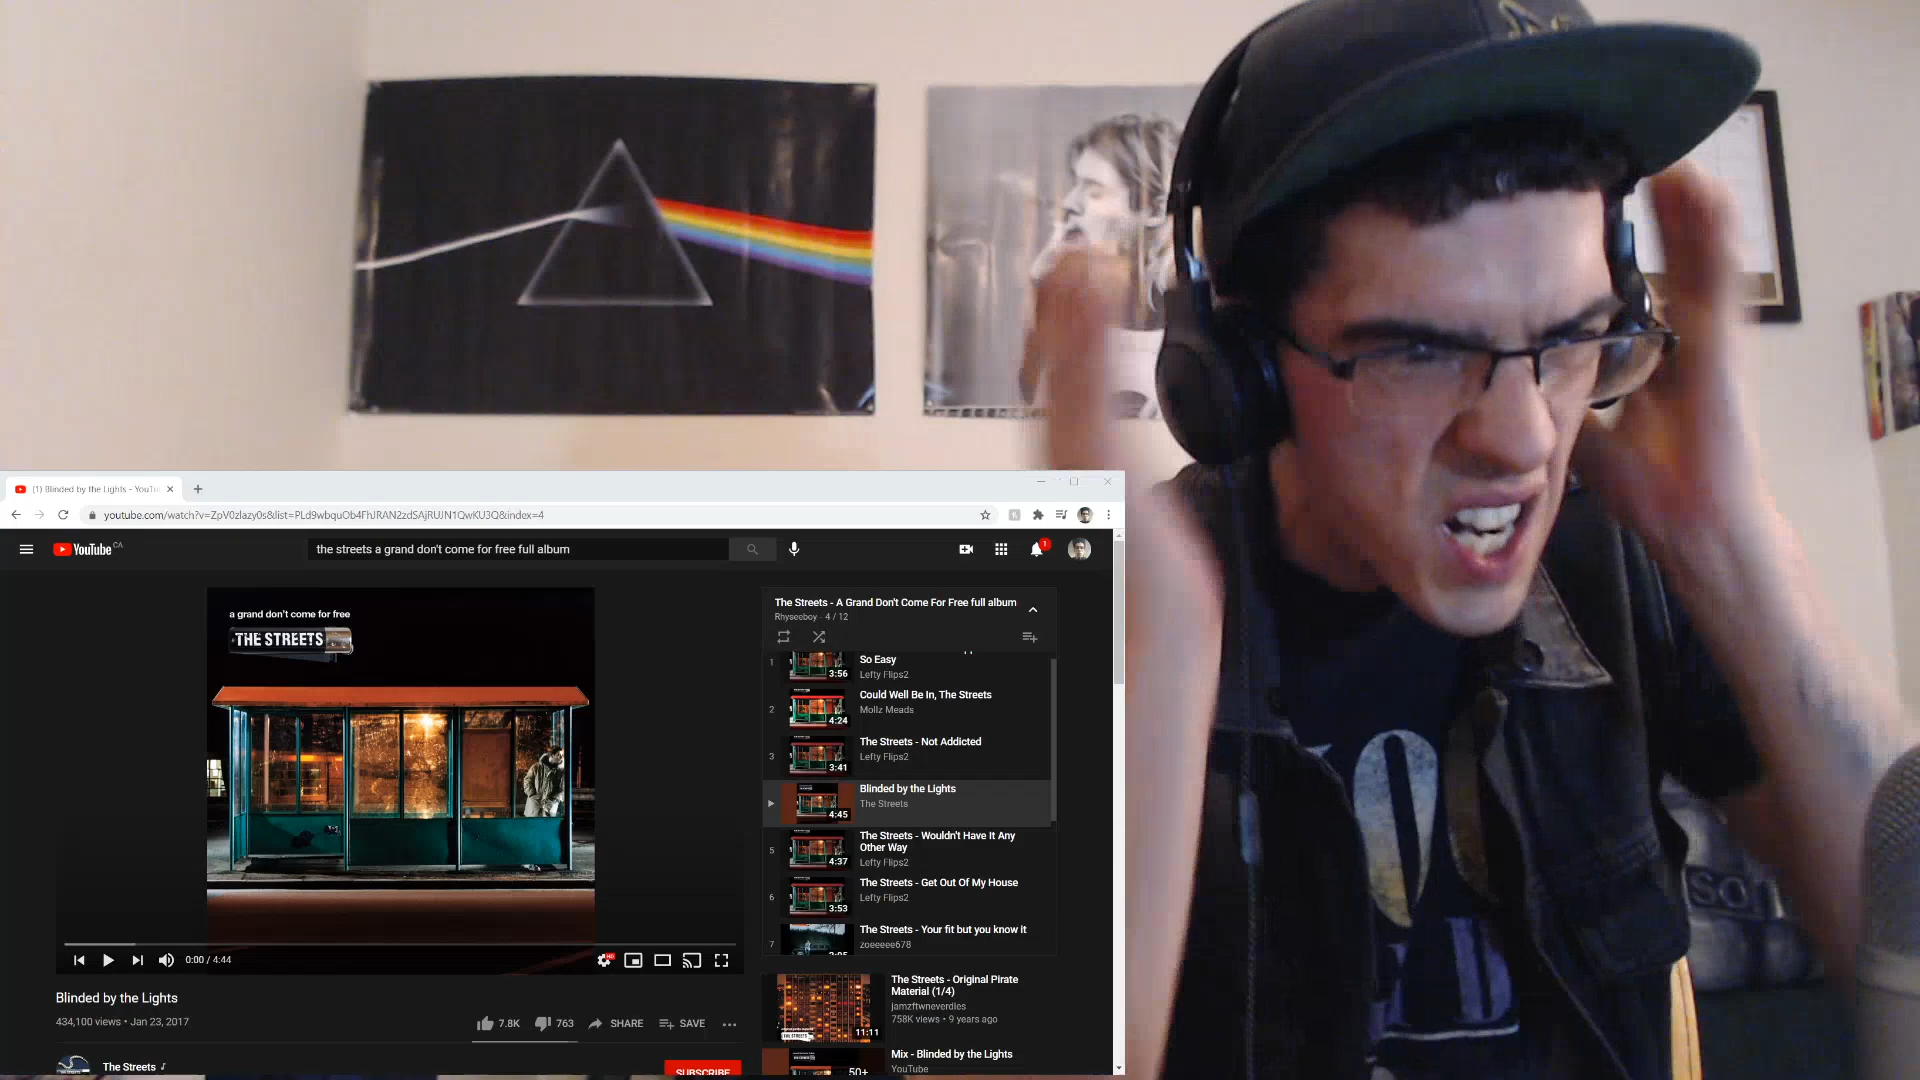 (1) Blinded by the Lights - YouTu
youtube.com/watch?v=ZpV0zlazy0s&list=PLd9wbquOb4FhJRAN2zdSAjRUJN1QwKU3Q&index=4
YouTube CA
the streets a grand don't come for free full album
1
a grand don't come for free
THE STREETS
0:00 / 4:44
HD
Blinded by the Lights
434,100 views • Jan 23, 2017
7.8K
763
SHARE
SAVE
The Streets
SUBSCRIBE
The Streets - A Grand Don't Come For Free full album
Rhyseeboy - 4 / 12
1
3:56
So Easy
Lefty Flips2
2
4:24
Could Well Be In, The Streets
Mollz Meads
3
3:41
The Streets - Not Addicted
Lefty Flips2
4:45
Blinded by the Lights
The Streets
5
4:37
The Streets - Wouldn't Have It Any
Other Way
Lefty Flips2
6
3:53
The Streets - Get Out Of My House
Lefty Flips2
7
The Streets - Your fit but you know it
zoeeeee678
The Streets - Original Pirate
Material (1/4)
jamzftwneverdies
758K views • 9 years ago
11:11
THE STREETS
Mix - Blinded by the Lights
YouTube
50+